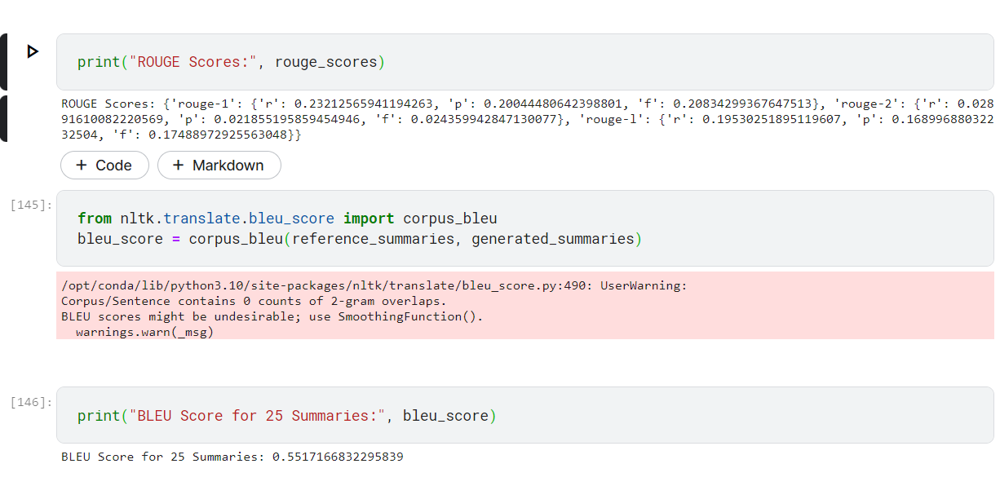 print("ROUGE Scores:", rouge_scores)
ROUGE Scores: {'rouge-1': {'r': 0.23212565941194263, 'p': 0.20044480642398801, 'f': 0.20834299367647513}, 'rouge-2': {'r': 0.028
91610082220569, 'p': 0.021855195859454946, 'f': 0.024359942847130077}, 'rouge-l': {'r': 0.19530251895119607, 'p': 0.168996880322
32504, 'f': 0.17488972925563048}}
+ Code + Markdown
[145]:
from nltk.translate.bleu_score import corpus_bleu
bleu_score = corpus_bleu(reference_summaries, generated_summaries)
/opt/conda/lib/python3.10/site-packages/nltk/translate/bleu_score.py:490: UserWarning:
Corpus/Sentence contains 0 counts of 2-gram overlaps.
BLEU scores might be undesirable; use SmoothingFunction().
  warnings.warn(_msg)
[146]:
print("BLEU Score for 25 Summaries:", bleu_score)
BLEU Score for 25 Summaries: 0.5517166832295839